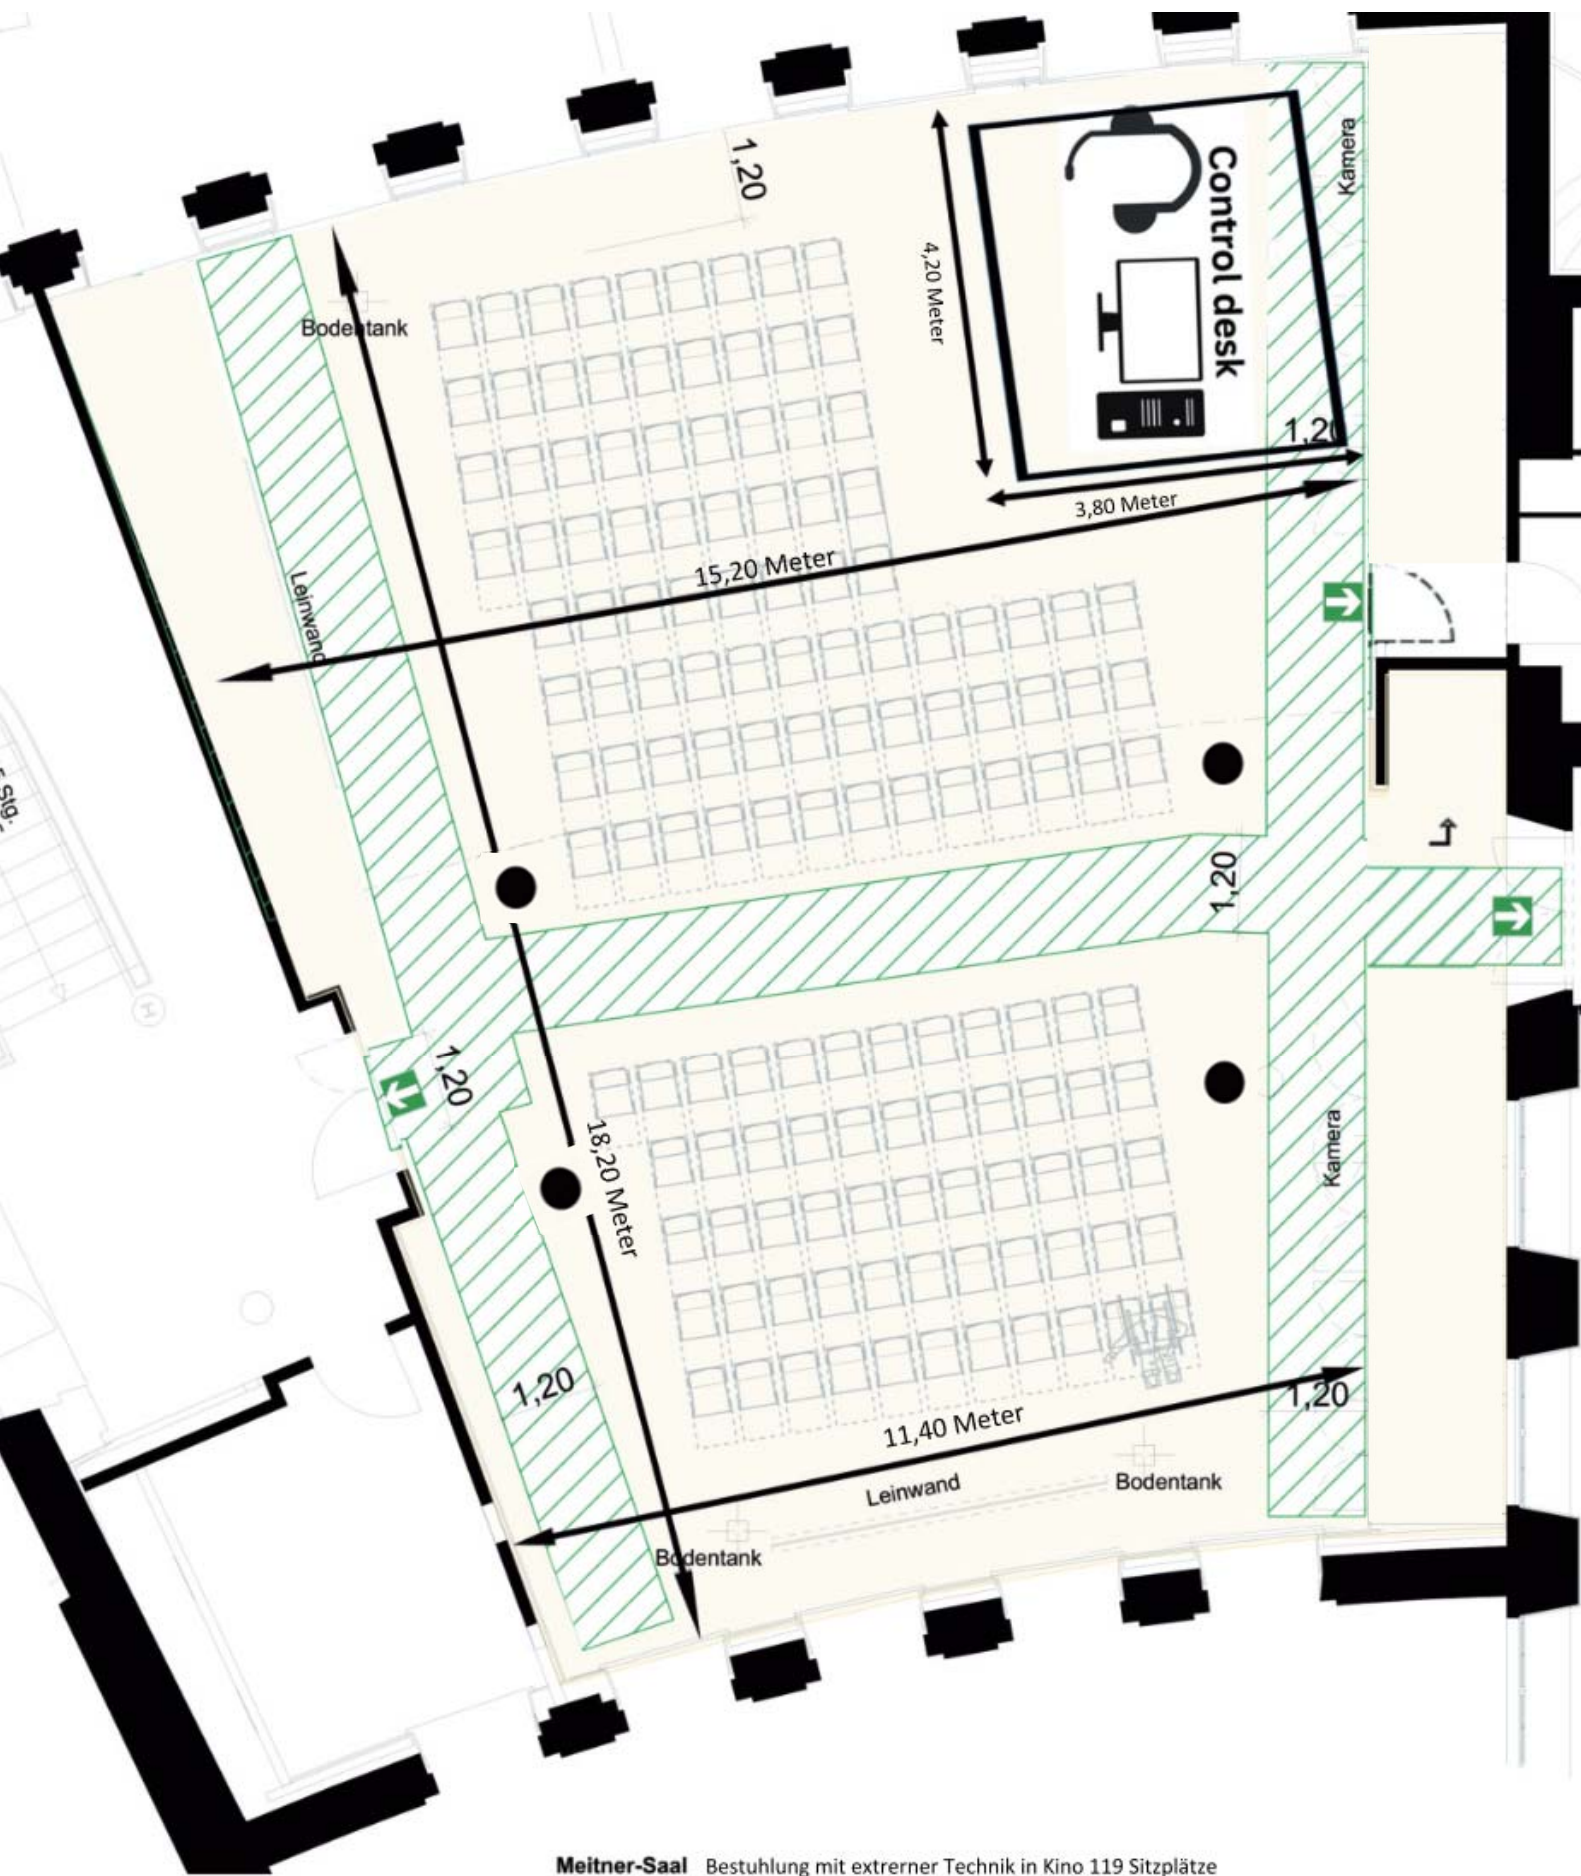 1,20
Kamera
Control desk
4,20 Meter
Bodentank
1,20
3,80 Meter
15,20 Meter
Leinwand
F Stg.
1,20
H
1,20
Kamera
18,20 Meter
1,20
1,20
11,40 Meter
Leinwand
Bodentank
Bodentank
Meitner-Saal Bestuhlung mit extrerner Technik in Kino 119 Sitzplätze